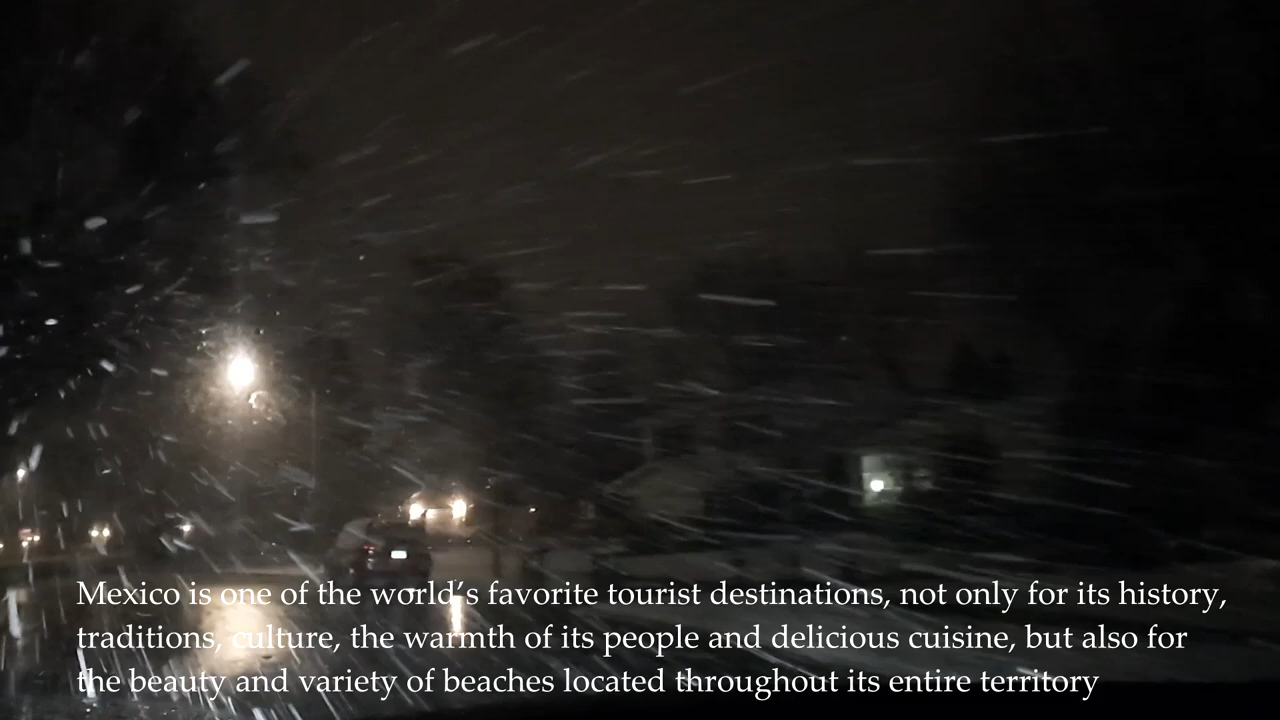 Mexico is one of the world's favorite tourist destinations, not only for its history,
traditions, culture, the warmth of its people and delicious cuisine, but also for
the beauty and variety of beaches located throughout its entire territory